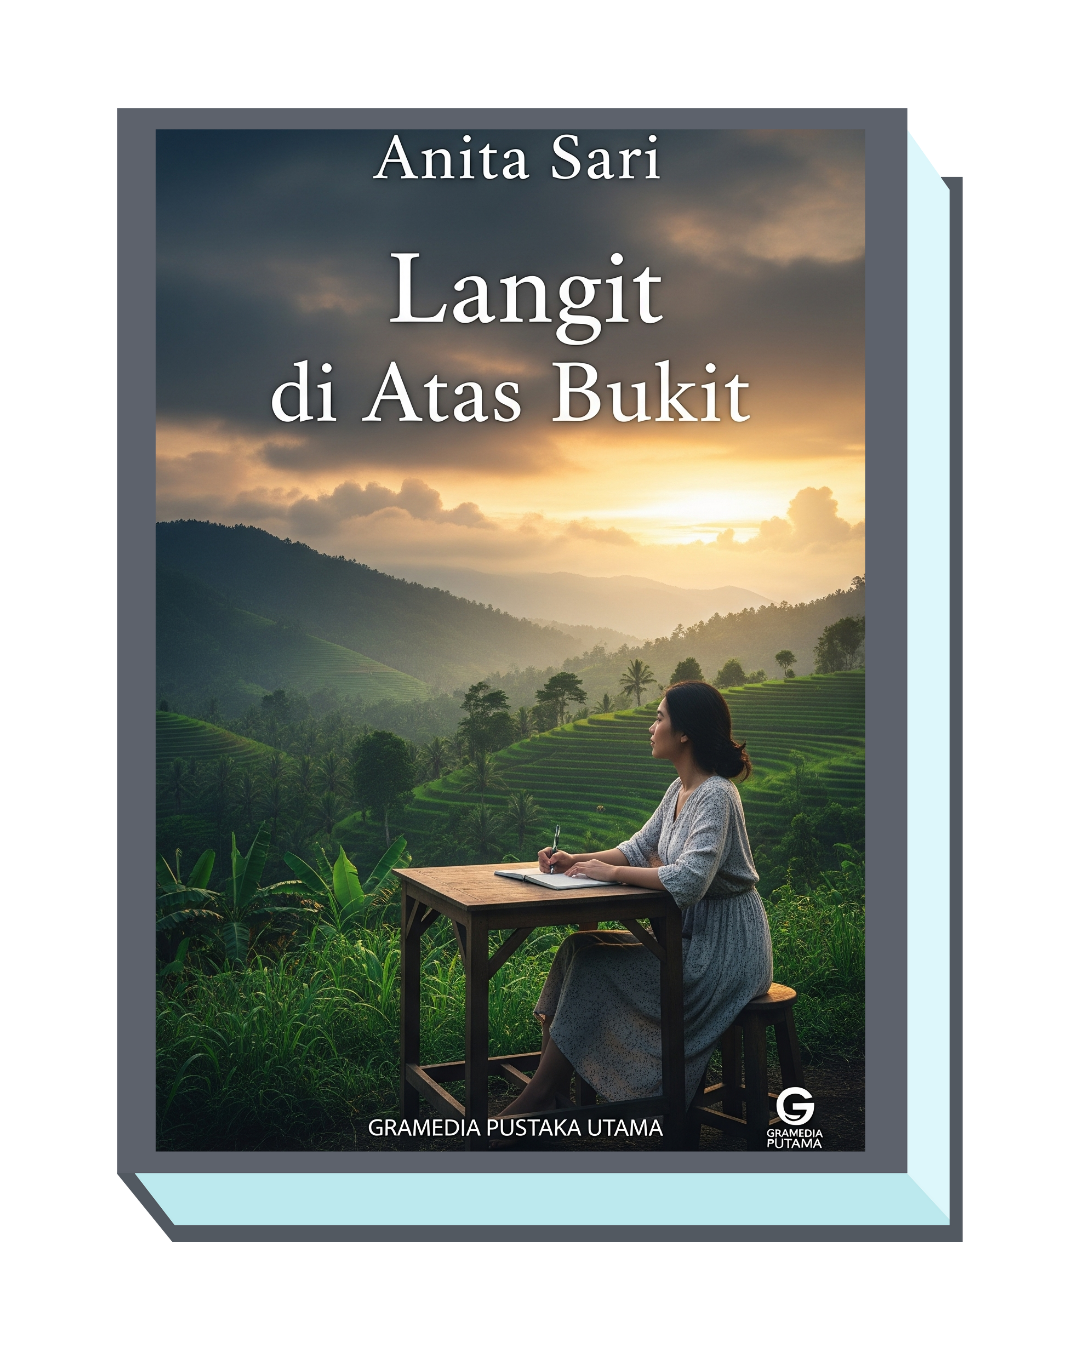 Anita Sari
Langit
di Atas Bukit
GRAMEDIA PUSTAKA UTAMA
G
GRAMEDIA
PUTAMA